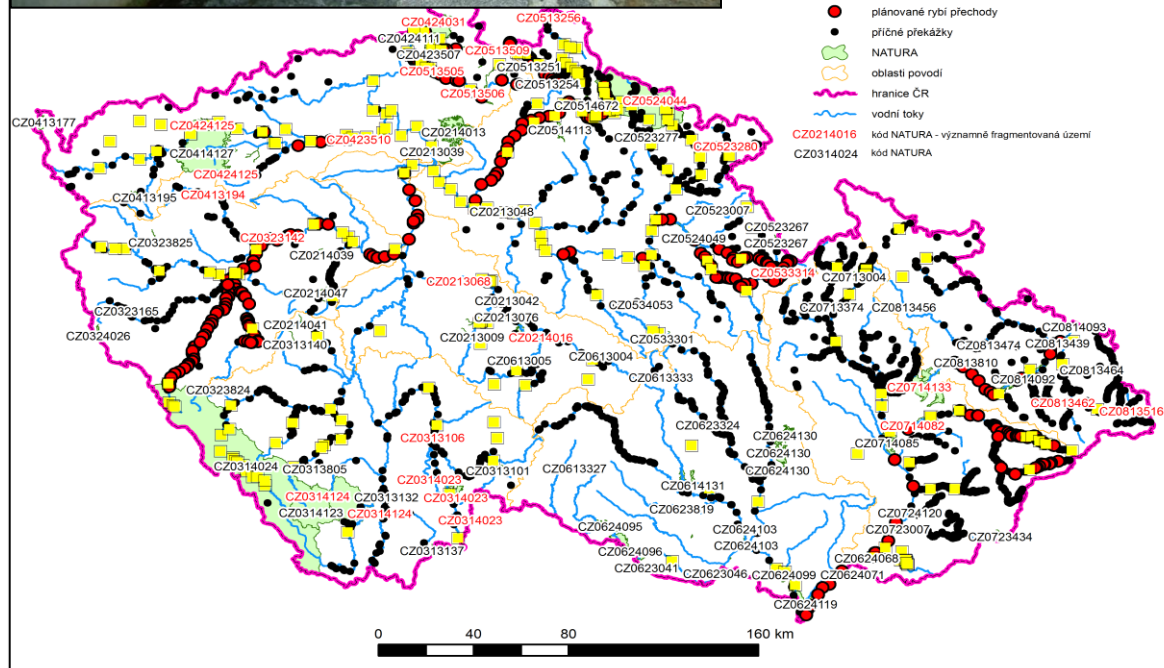 plánované rybí přechody
příčné překážky
NATURA
oblasti povodí
hranice ČR
vodní toky
CZ0214016 kód NATURA - významně fragmentovaná území
CZ0314024 kód NATURA
CZ0424031
CZ0513256
CZ0424111
CZ0513509
CZ0423507
CZ0513251
CZ0513505
CZ0513254
CZ0513506
CZ0514672
CZ0524044
CZ0413177
CZ0424125
CZ0214013
CZ0514113
CZ0423510
CZ0523277
CZ0523280
CZ0414127
CZ0213039
CZ0424125
CZ0413195
CZ0413194
CZ0213048
CZ0523007
CZ0523267
CZ0323825
CZ0323142
CZ0524049
CZ0523267
CZ0214039
CZ0533314
CZ0713004
CZ0213068
CZ0214047
CZ0213042
CZ0534053
CZ0713374
CZ0813456
CZ0323165
CZ0213076
CZ0324026
CZ0214041
CZ0213009
CZ0214016
CZ0533301
CZ0814093
CZ0313140
CZ0813474
CZ0813439
CZ0613005
CZ0613004
CZ0813810
CZ0813464
CZ0613333
CZ0814092
CZ0323824
CZ0714133
CZ0813462
CZ0813516
CZ0623324
CZ0714082
CZ0313106
CZ0624130
CZ0714085
CZ0624130
CZ0314024
CZ0313805
CZ0313101
CZ0613327
CZ0624130
CZ0314023
CZ0614131
CZ0314124
CZ0313132
CZ0314023
CZ0623819
CZ0314123
CZ0314124
CZ0314023
CZ0624095
CZ0624103
CZ0724120
CZ0723007
CZ0723434
CZ0313137
CZ0624096
CZ0624103
CZ0624068
CZ0623041
CZ0623046
CZ0624099
CZ0624071
CZ0624119
0 40 80 160 km